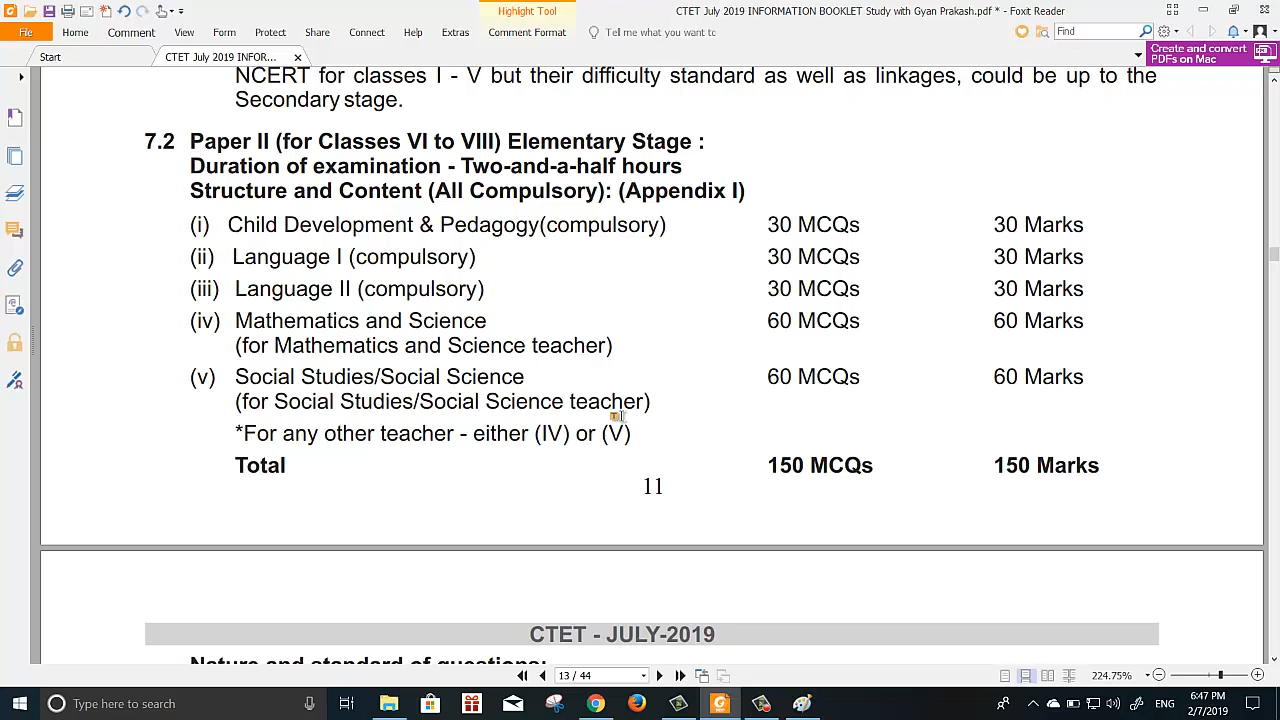 Highlight Tool
CTET July 2019 INFORMATION BOOKLET Study with Gyan Prakash.pdf * - Foxit Reader
File Home Comment View Form Protect Share Connect Help Extras Comment Format Tell me what you want to Find
Start CTET July 2019 INFOR...
Create and convert
PDFs on Mac
NCERT for classes I - V but their difficulty standard as well as linkages, could be up to the
Secondary stage.
7.2 Paper II (for Classes VI to VIII) Elementary Stage :
Duration of examination - Two-and-a-half hours
Structure and Content (All Compulsory): (Appendix I)
(i) Child Development & Pedagogy(compulsory) 30 MCQs 30 Marks
(ii) Language I (compulsory) 30 MCQs 30 Marks
(iii) Language II (compulsory) 30 MCQs 30 Marks
(iv) Mathematics and Science 60 MCQs 60 Marks
(for Mathematics and Science teacher)
(v) Social Studies/Social Science 60 MCQs 60 Marks
(for Social Studies/Social Science teacher)
*For any other teacher - either (IV) or (V)
Total 150 MCQs 150 Marks
11
CTET - JULY-2019
Nature and standard of questions:
13 / 44 224.75%
Type here to search ENG 6:47 PM
2/7/2019